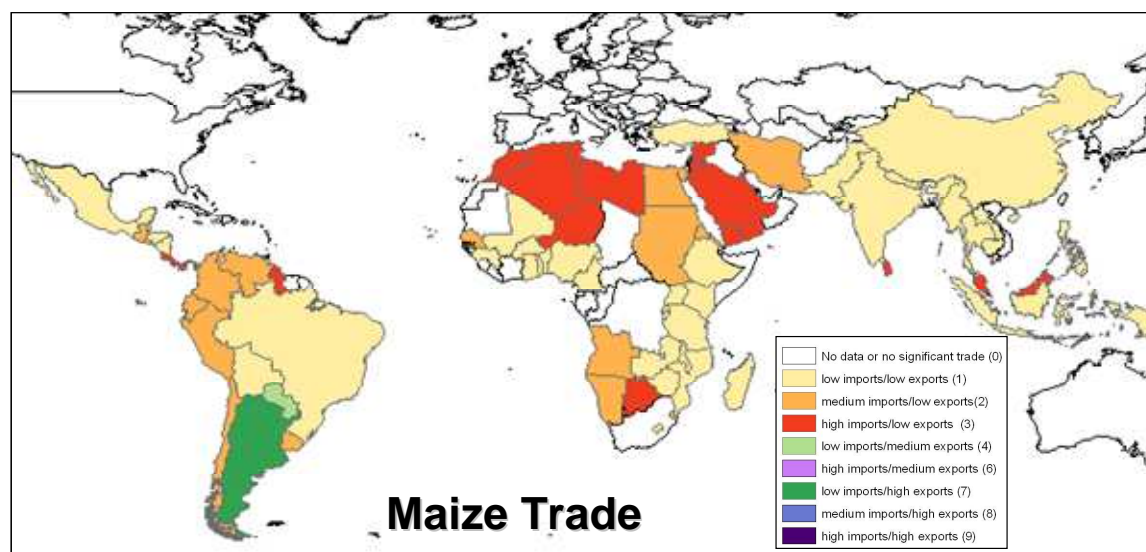 No data or no significant trade (0)
low imports/low exports (1)
medium imports/low exports(2)
high imports/low exports (3)
low imports/medium exports (4)
high imports/medium exports (6)
low imports/high exports (7)
medium imports/high exports (8)
high imports/high exports (9)
Maize Trade